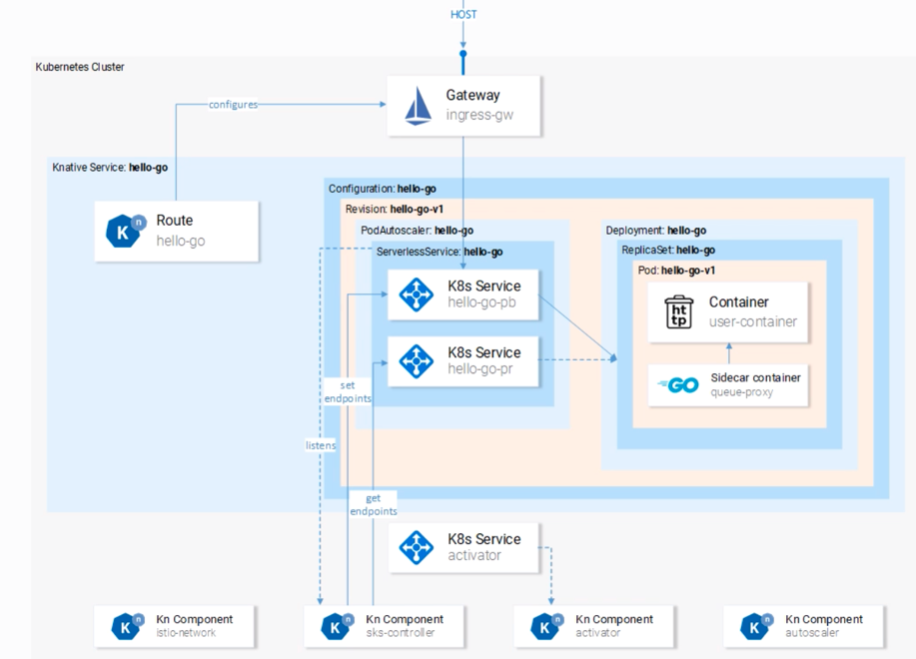 HOST
Kubernetes Cluster
Gateway
ingress-gw
configures
Knative Service: hello-go
Route
hello-go
Configuration: hello-go
Revision: hello-go-v1
PodAutoscaler: hello-go
ServerlessService: hello-go
K8s Service
hello-go-pb
K8s Service
hello-go-pr
Deployment: hello-go
ReplicaSet: hello-go
Pod: hello-go-v1
ht
tp
Container
user-container
GO
Sidecar container
queue-proxy
set
endpoints
listens
get
endpoints
K8s Service
activator
K n
Kn Component
istio-network
K n
Kn Component
sks-controller
K n
Kn Component
activator
K n
Kn Component
autoscaler